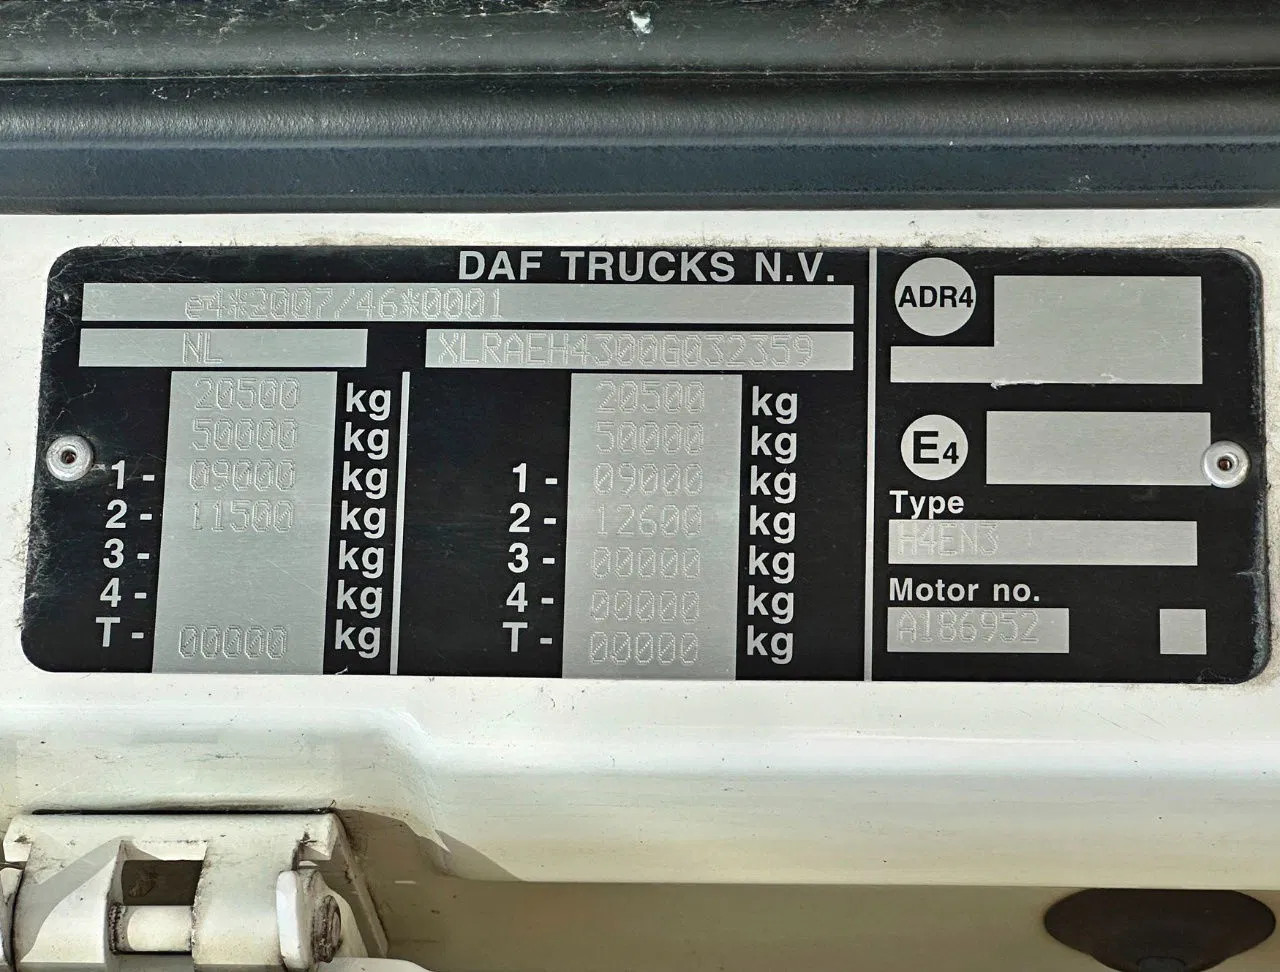 DAF TRUCKS N.V.
e4*2007/46*0001
NL XLRAEH4300G032359
20500 kg 20500 kg
50000 kg 50000 kg
1 - 09000 kg 1 - 09000 kg
2 - 11500 kg 2 - 12600 kg
3 - kg 3 - 00000 kg
4 - kg 4 - 00000 kg
T - 00000 kg T - 00000 kg
ADR4
E4
Type
H4EN3
Motor no.
A186952